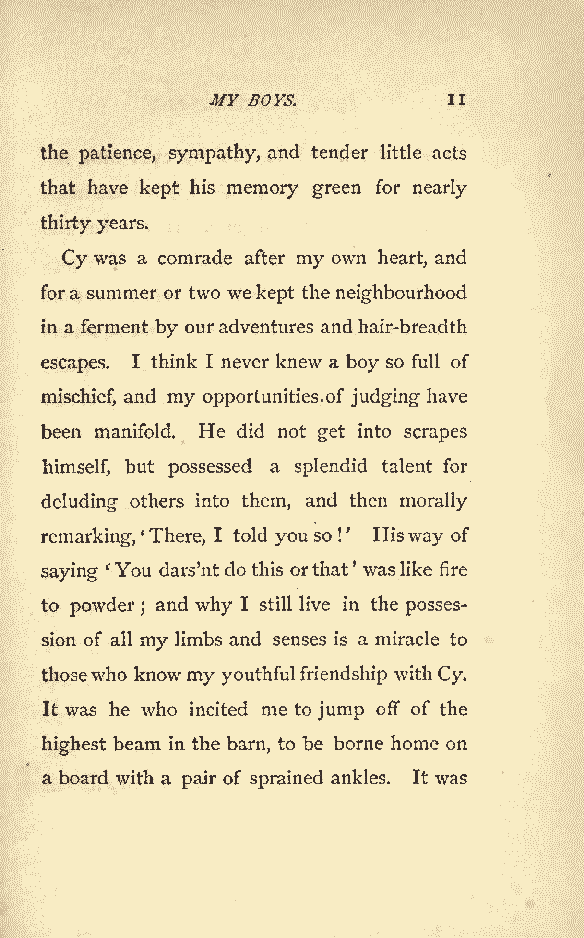 MY BOYS. 11
the patience, sympathy, and tender little acts
that have kept his memory green for nearly
thirty years.
Cy was a comrade after my own heart, and
for a summer or two we kept the neighbourhood
in a ferment by our adventures and hair-breadth
escapes. I think I never knew a boy so full of
mischief, and my opportunities of judging have
been manifold. He did not get into scrapes
himself, but possessed a splendid talent for
deluding others into them, and then morally
remarking, 'There, I told you so!' His way of
saying 'You dars'nt do this or that' was like fire
to powder; and why I still live in the posses-
sion of all my limbs and senses is a miracle to
those who know my youthful friendship with Cy.
It was he who incited me to jump off of the
highest beam in the barn, to be borne home on
a board with a pair of sprained ankles. It was